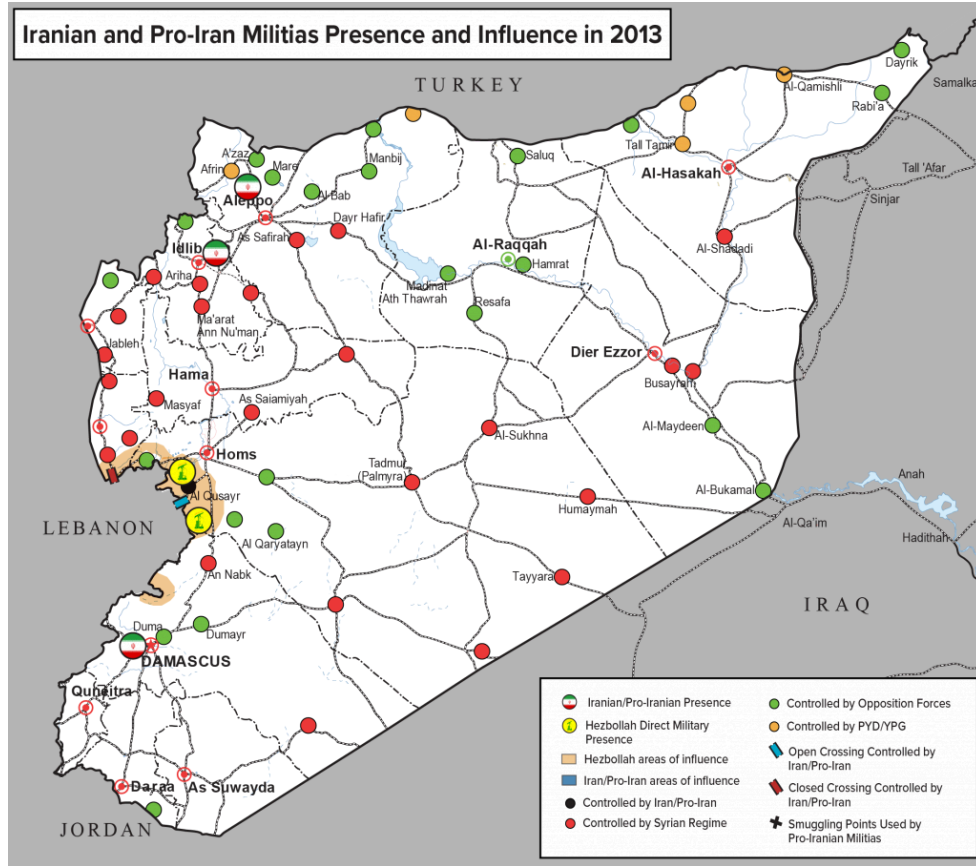 Iranian and Pro-Iran Militias Presence and Influence in 2013
TURKEY
Dayrik
Al-Qamishli
Samalka
Rabi'a
A'zaz
Mare
Manbij
Saluq
Tall Tamir
Afrin
Al-Hasakah
Tall 'Afar
Aleppo
Al Bab
Sinjar
Dayr Hafir
As Safirah
Idlib
Al-Raqqah
Al-Shadadi
Hamrat
Ariha
Madinat
Ath Thawrah
Resafa
Ma'arat
Ann Nu'man
Jableh
Dier Ezzor
Busayrah
Hama
Masyaf
As Saiamiyah
Al-Sukhna
Al-Maydeen
Homs
Tadmur
(Palmyra)
Al-Bukamal
Anah
Al Qusayr
Humaymah
LEBANON
Al-Qa'im
Hadithah
Al Qaryatayn
An Nabk
Tayyara
IRAQ
Duma
Dumayr
DAMASCUS
Quneitra
Daraa
As Suwayda
JORDAN
Iranian/Pro-Iranian Presence
Hezbollah Direct Military
Presence
Hezbollah areas of influence
Iran/Pro-Iran areas of influence
Controlled by Iran/Pro-Iran
Controlled by Syrian Regime
Controlled by Opposition Forces
Controlled by PYD/YPG
Open Crossing Controlled by
Iran/Pro-Iran
Closed Crossing Controlled by
Iran/Pro-Iran
Smuggling Points Used by
Pro-Iranian Militias